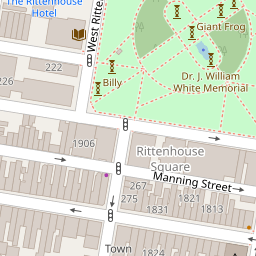 The Rittenhouse
Hotel
West Ritte
Giant Frog
222
226
Billy
Dr. J. William
White Memorial
1906
Rittenhouse
Square
Manning Street
267
275
1821
1831
1813
Town
1824